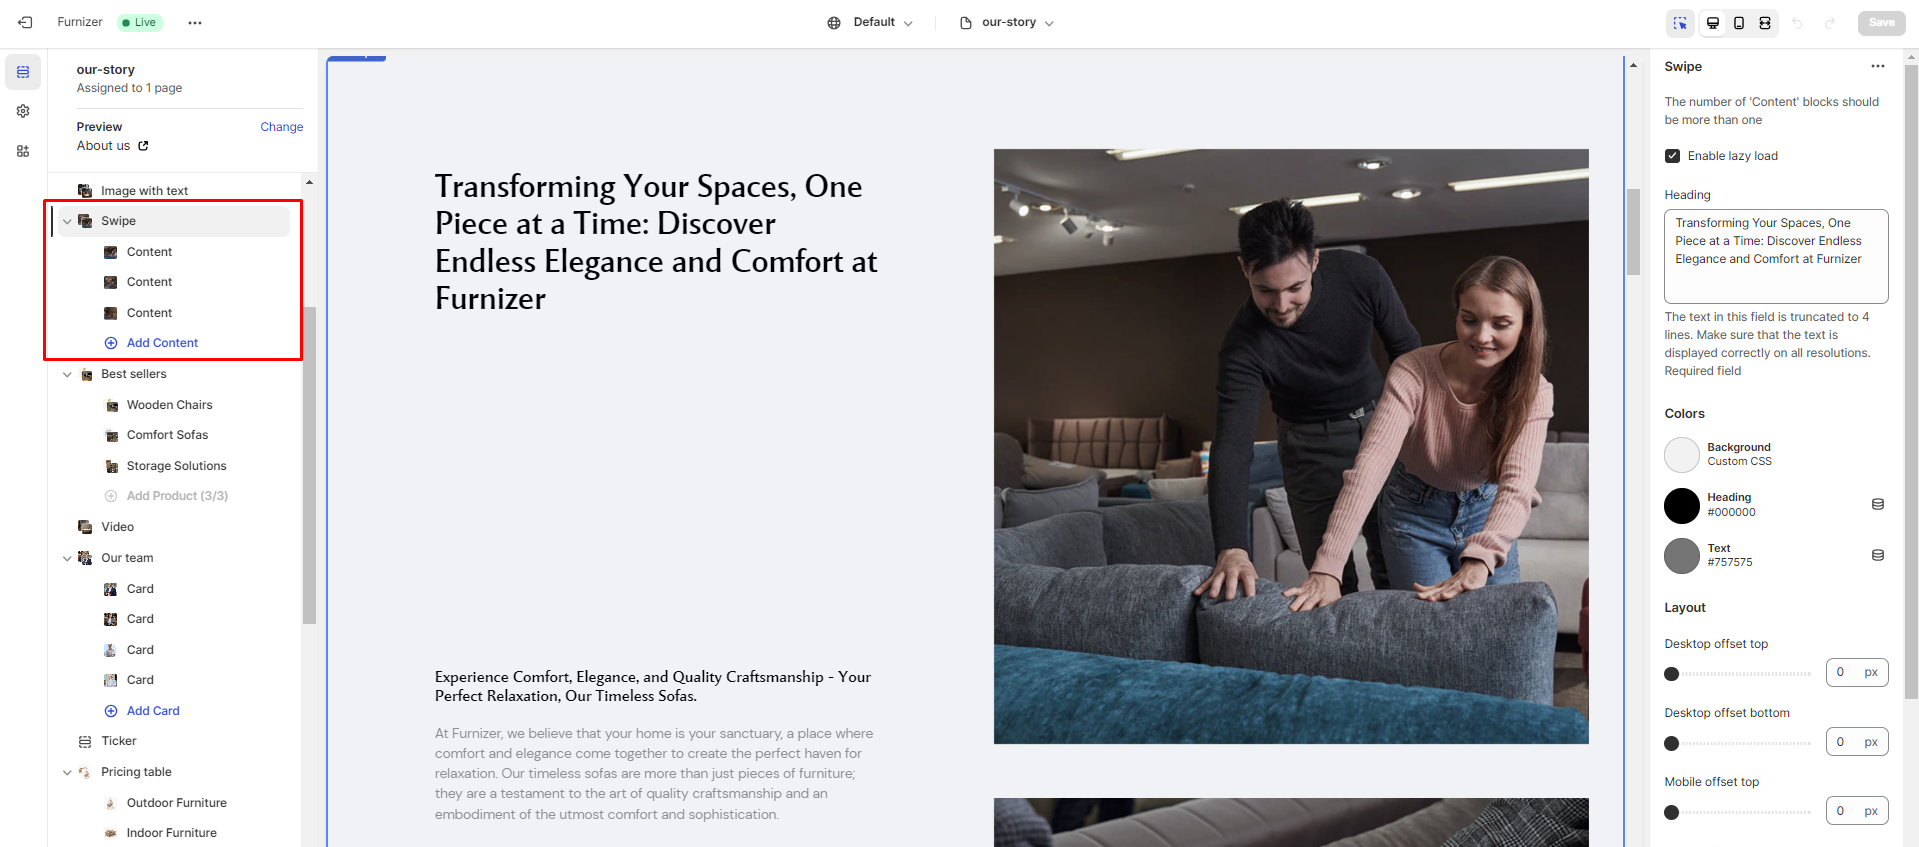 Furnizer
Live
Default
our-story
Save
our-story
Assigned to 1 page
Preview
Change
About us
Image with text
Swipe
Content
Content
Content
Add Content
Best sellers
Wooden Chairs
Comfort Sofas
Storage Solutions
Add Product (3/3)
Video
Our team
Card
Card
Card
Card
Add Card
Ticker
Pricing table
Outdoor Furniture
Indoor Furniture
Transforming Your Spaces, One
Piece at a Time: Discover
Endless Elegance and Comfort at
Furnizer
Experience Comfort, Elegance, and Quality Craftsmanship - Your
Perfect Relaxation, Our Timeless Sofas.
At Furnizer, we believe that your home is your sanctuary, a place where
comfort and elegance come together to create the perfect haven for
relaxation. Our timeless sofas are more than just pieces of furniture;
they are a testament to the art of quality craftsmanship and an
embodiment of the utmost comfort and sophistication.
Swipe
The number of 'Content' blocks should
be more than one
Enable lazy load
Heading
Transforming Your Spaces, One
Piece at a Time: Discover Endless
Elegance and Comfort at Furnizer
The text in this field is truncated to 4
lines. Make sure that the text is
displayed correctly on all resolutions.
Required field
Colors
Background
Custom CSS
Heading
#000000
Text
#757575
Layout
Desktop offset top
0 px
Desktop offset bottom
0 px
Mobile offset top
0 px